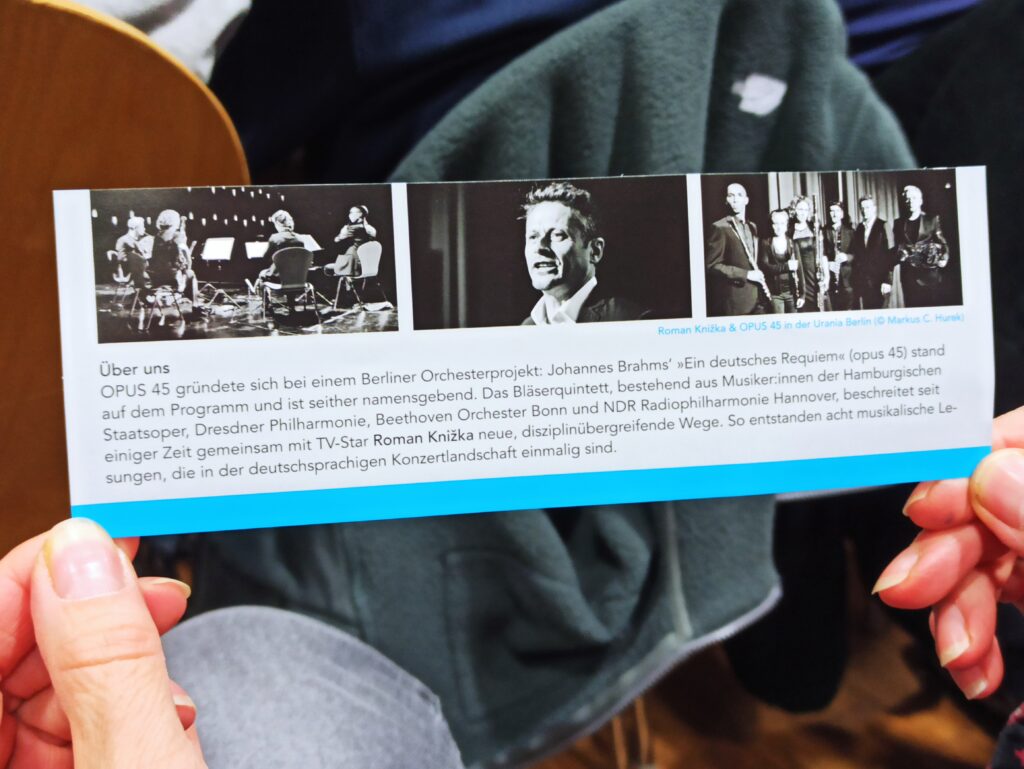 Roman Knižka & OPUS 45 in der Urania Berlin (© Markus C. Hurek)
Über uns
OPUS 45 gründete sich bei einem Berliner Orchesterprojekt: Johannes Brahms’ »Ein deutsches Requiem« (opus 45) stand
auf dem Programm und ist seither namensgebend. Das Bläserquintett, bestehend aus Musiker:innen der Hamburgischen
Staatsoper, Dresdner Philharmonie, Beethoven Orchester Bonn und NDR Radiophilharmonie Hannover, beschreitet seit
einiger Zeit gemeinsam mit TV-Star Roman Knižka neue, disziplinübergreifende Wege. So entstanden acht musikalische Le-
sungen, die in der deutschsprachigen Konzertlandschaft einmalig sind.